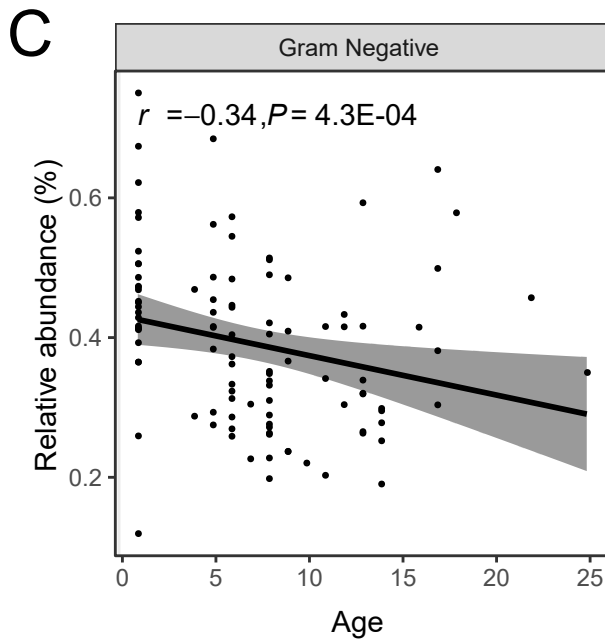 C
Gram Negative
r =−0.34,P= 4.3E-04
Relative abundance (%)
0.6
0.4
0.2
0 5 10 15 20 25
Age